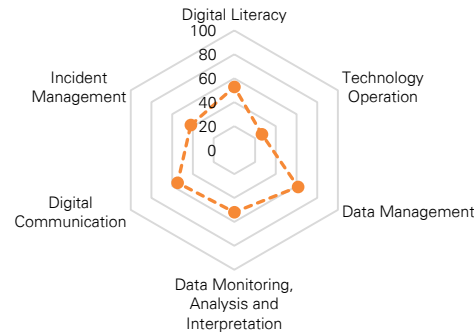 Digital Literacy
100
80
60
40
20
0
Technology
Operation
Data Management
Data Monitoring,
Analysis and
Interpretation
Digital
Communication
Incident
Management